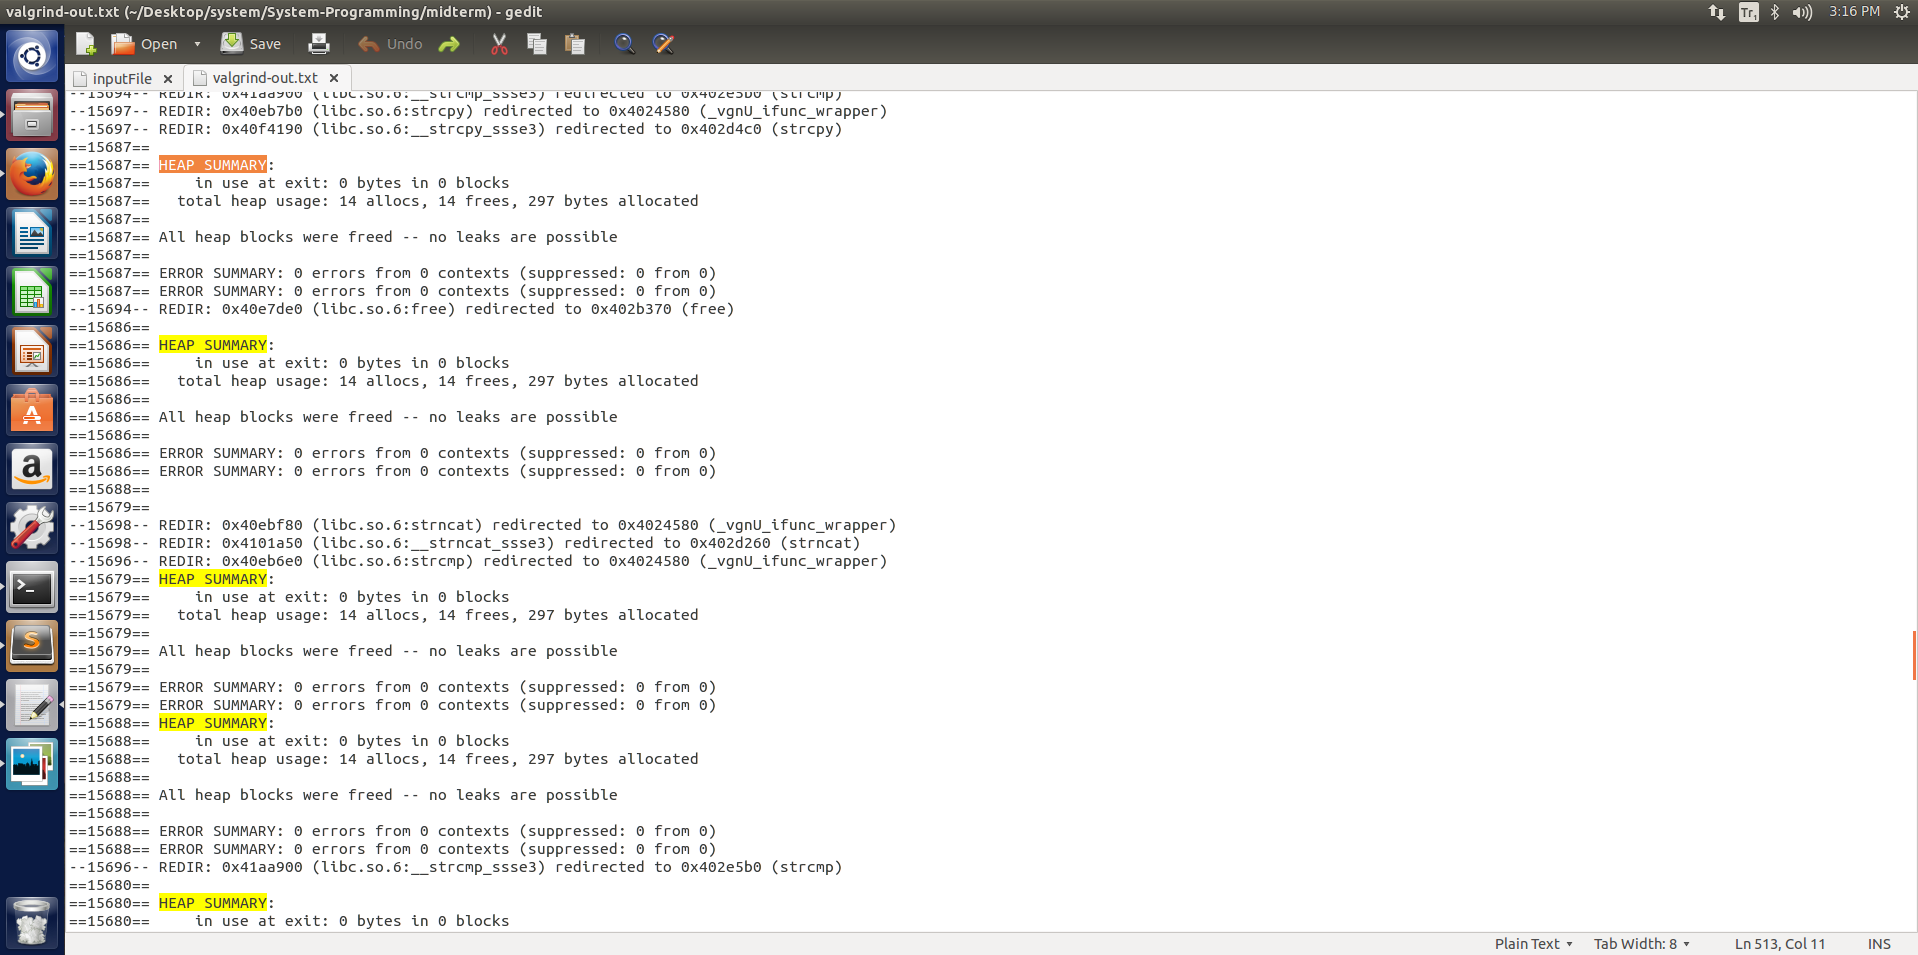 valgrind-out.txt (~/Desktop/system/System-Programming/midterm) - gedit
Tr1
3:16 PM
Open
Save
Undo
inputFile ×
valgrind-out.txt ×
--15694-- REDIR: 0x41aa900 (libc.so.6:__strcmp_ssse3) redirected to 0x402e5b0 (strcmp)
--15697-- REDIR: 0x40eb7b0 (libc.so.6:strcpy) redirected to 0x4024580 (_vgnU_ifunc_wrapper)
--15697-- REDIR: 0x40f4190 (libc.so.6:__strcpy_ssse3) redirected to 0x402d4c0 (strcpy)
==15687==
==15687== HEAP SUMMARY:
==15687==     in use at exit: 0 bytes in 0 blocks
==15687==   total heap usage: 14 allocs, 14 frees, 297 bytes allocated
==15687==
==15687== All heap blocks were freed -- no leaks are possible
==15687==
==15687== ERROR SUMMARY: 0 errors from 0 contexts (suppressed: 0 from 0)
==15687== ERROR SUMMARY: 0 errors from 0 contexts (suppressed: 0 from 0)
--15694-- REDIR: 0x40e7de0 (libc.so.6:free) redirected to 0x402b370 (free)
==15686==
==15686== HEAP SUMMARY:
==15686==     in use at exit: 0 bytes in 0 blocks
==15686==   total heap usage: 14 allocs, 14 frees, 297 bytes allocated
==15686==
==15686== All heap blocks were freed -- no leaks are possible
==15686==
==15686== ERROR SUMMARY: 0 errors from 0 contexts (suppressed: 0 from 0)
==15686== ERROR SUMMARY: 0 errors from 0 contexts (suppressed: 0 from 0)
==15688==
==15679==
--15698-- REDIR: 0x40ebf80 (libc.so.6:strncat) redirected to 0x4024580 (_vgnU_ifunc_wrapper)
--15698-- REDIR: 0x4101a50 (libc.so.6:__strncat_ssse3) redirected to 0x402d260 (strncat)
--15696-- REDIR: 0x40eb6e0 (libc.so.6:strcmp) redirected to 0x4024580 (_vgnU_ifunc_wrapper)
==15679== HEAP SUMMARY:
==15679==     in use at exit: 0 bytes in 0 blocks
==15679==   total heap usage: 14 allocs, 14 frees, 297 bytes allocated
==15679==
==15679== All heap blocks were freed -- no leaks are possible
==15679==
==15679== ERROR SUMMARY: 0 errors from 0 contexts (suppressed: 0 from 0)
==15679== ERROR SUMMARY: 0 errors from 0 contexts (suppressed: 0 from 0)
==15688== HEAP SUMMARY:
==15688==     in use at exit: 0 bytes in 0 blocks
==15688==   total heap usage: 14 allocs, 14 frees, 297 bytes allocated
==15688==
==15688== All heap blocks were freed -- no leaks are possible
==15688==
==15688== ERROR SUMMARY: 0 errors from 0 contexts (suppressed: 0 from 0)
==15688== ERROR SUMMARY: 0 errors from 0 contexts (suppressed: 0 from 0)
--15696-- REDIR: 0x41aa900 (libc.so.6:__strcmp_ssse3) redirected to 0x402e5b0 (strcmp)
==15680==
==15680== HEAP SUMMARY:
==15680==     in use at exit: 0 bytes in 0 blocks
Plain Text
Tab Width: 8
Ln 513, Col 11
INS